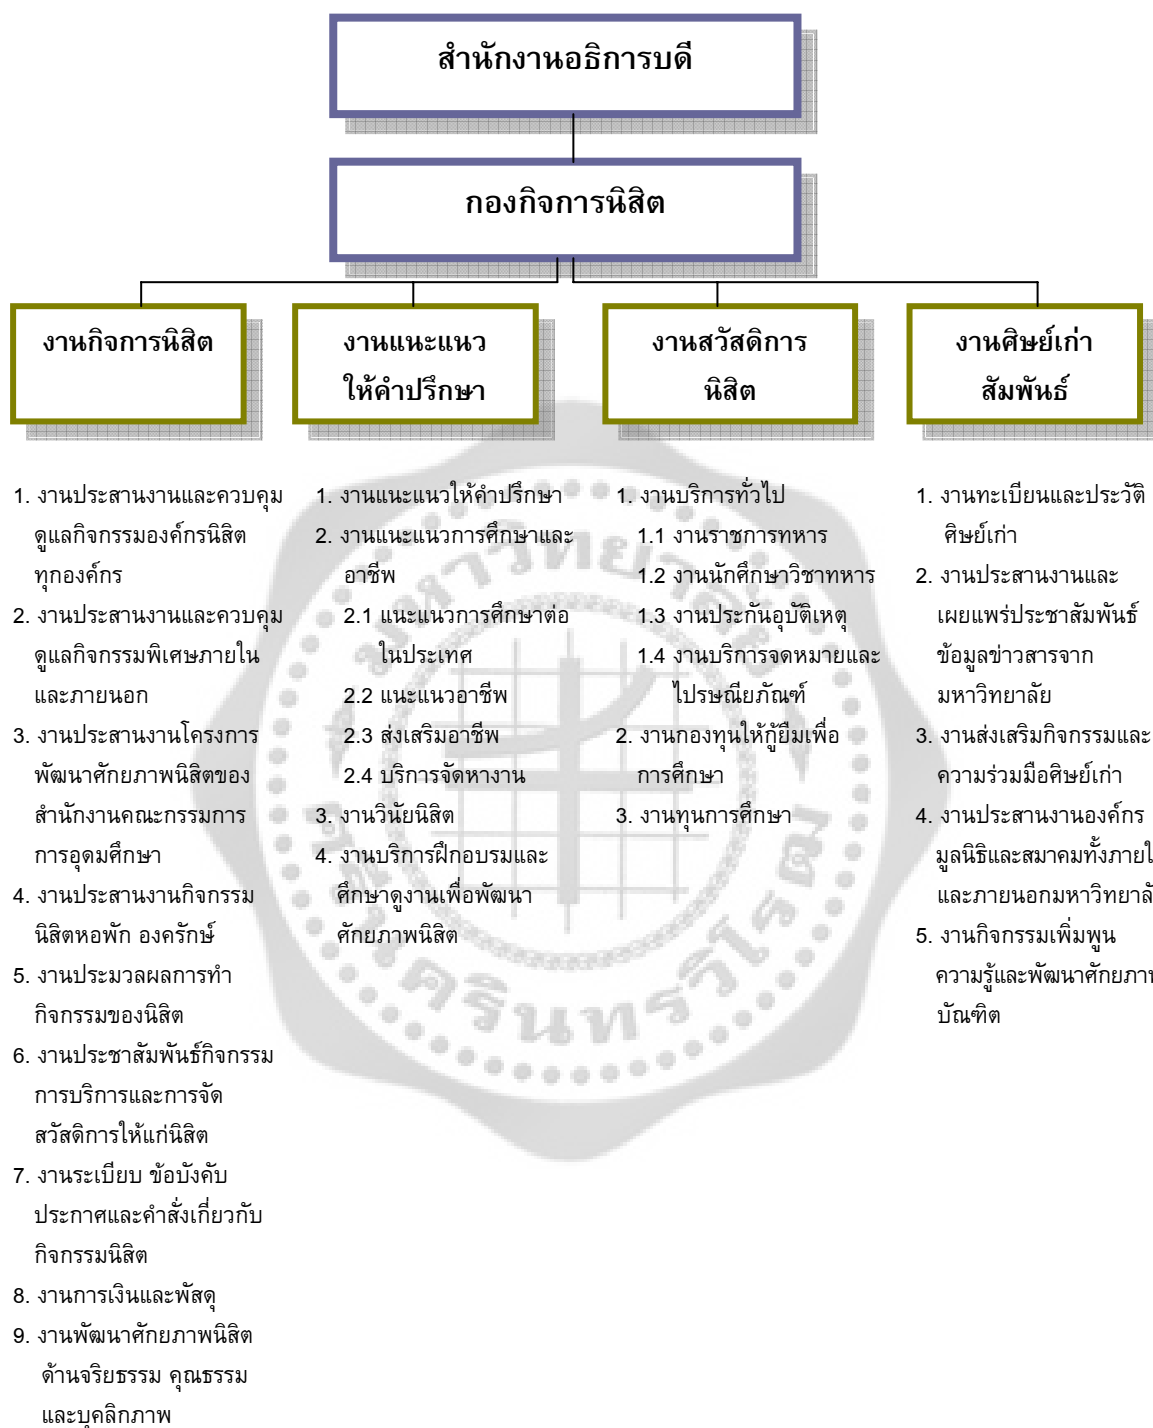 สำนักงานอธิการบดี
กองกิจการนิสิต
งานกิจการนิสิต
งานแนะแนว
ให้คำปรึกษา
งานสวัสดิการ
นิสิต
งานศิษย์เก่า
สัมพันธ์
1. งานประสานงานและควบคุม
ดูแลกิจกรรมองค์กรนิสิต
ทุกองค์กร
2. งานประสานงานและควบคุม
ดูแลกิจกรรมพิเศษภายใน
และภายนอก
3. งานประสานงานโครงการ
พัฒนาศักยภาพนิสิตของ
สำนักงานคณะกรรมการ
การอุดมศึกษา
4. งานประสานงานกิจกรรม
นิสิตหอพัก องครักษ์
5. งานประมวลผลการทำ
กิจกรรมของนิสิต
6. งานประชาสัมพันธ์กิจกรรม
การบริการและการจัด
สวัสดิการให้แก่นิสิต
7. งานระเบียบ ข้อบังคับ
ประกาศและคำสั่งเกี่ยวกับ
กิจกรรมนิสิต
8. งานการเงินและพัสดุ
9. งานพัฒนาศักยภาพนิสิต
ด้านจริยธรรม คุณธรรม
และบุคลิกภาพ
1. งานแนะแนวให้คำปรึกษา
2. งานแนะแนวการศึกษาและ
อาชีพ
2.1 แนะแนวการศึกษาต่อ
ในประเทศ
2.2 แนะแนวอาชีพ
2.3 ส่งเสริมอาชีพ
2.4 บริการจัดหางาน
3. งานวินัยนิสิต
4. งานบริการฝึกอบรมและ
ศึกษาดูงานเพื่อพัฒนา
ศักยภาพนิสิต
1. งานบริการทั่วไป
1.1 งานราชการทหาร
1.2 งานนักศึกษาวิชาทหาร
1.3 งานประกันอุบัติเหตุ
1.4 งานบริการจดหมายและ
ไปรษณียภัณฑ์
2. งานกองทุนให้กู้ยืมเพื่อ
การศึกษา
3. งานทุนการศึกษา
1. งานทะเบียนและประวัติ
ศิษย์เก่า
2. งานประสานงานและ
เผยแพร่ประชาสัมพันธ์
ข้อมูลข่าวสารจาก
มหาวิทยาลัย
3. งานส่งเสริมกิจกรรมและ
ความร่วมมือศิษย์เก่า
4. งานประสานงานองค์กร
มูลนิธิและสมาคมทั้งภายใ
และภายนอกมหาวิทยาลั
5. งานกิจกรรมเพิ่มพูน
ความรู้และพัฒนาศักยภาพ
บัณฑิต
มหาวิทยาลัย
ศรีนครินทรวิโรฒ